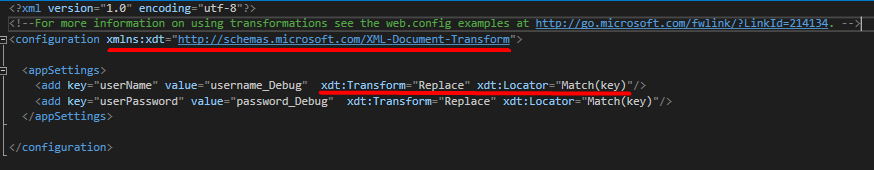 <?xml version="1.0" encoding="utf-8"?>
<!--For more information on using transformations see the web.config examples at http://go.microsoft.com/fwlink/?LinkId=214134. -->
<configuration xmlns:xdt="http://schemas.microsoft.com/XML-Document-Transform">
<appSettings>
<add key="userName" value="username_Debug"  xdt:Transform="Replace" xdt:Locator="Match(key)"/>
<add key="userPassword" value="password_Debug"  xdt:Transform="Replace" xdt:Locator="Match(key)"/>
</appSettings>
</configuration>